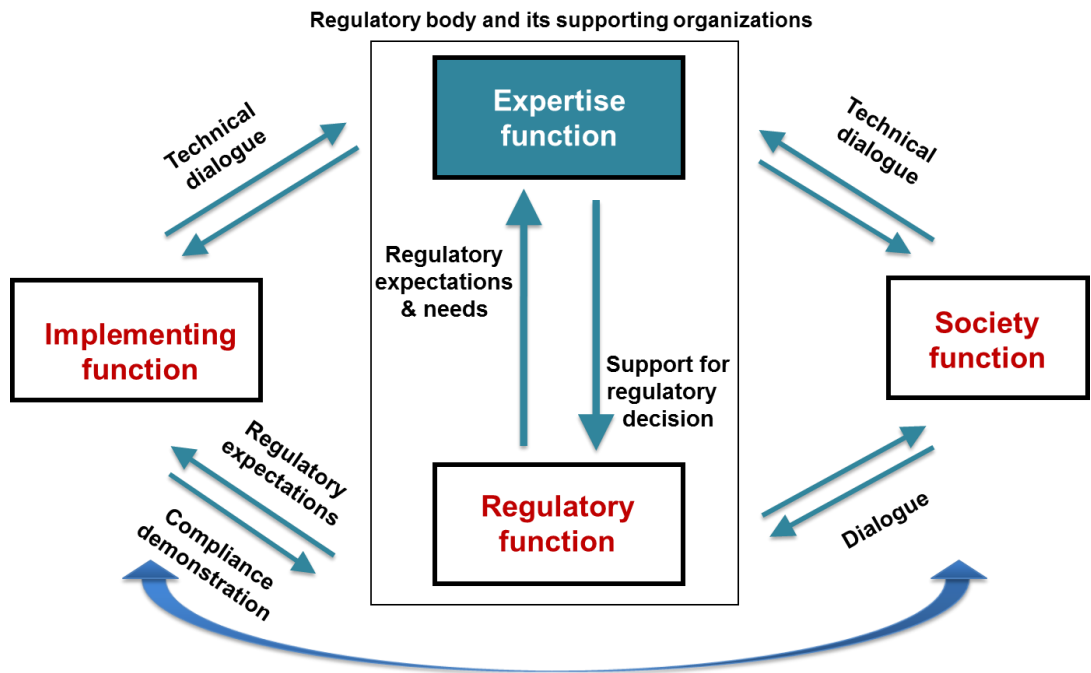 Regulatory body and its supporting organizations
Expertise
function
Technical
dialogue
Technical
dialogue
Regulatory
expectations
& needs
Support for
regulatory
decision
Implementing
function
Society
function
Regulatory
expectations
Compliance
demonstration
Regulatory
function
Dialogue